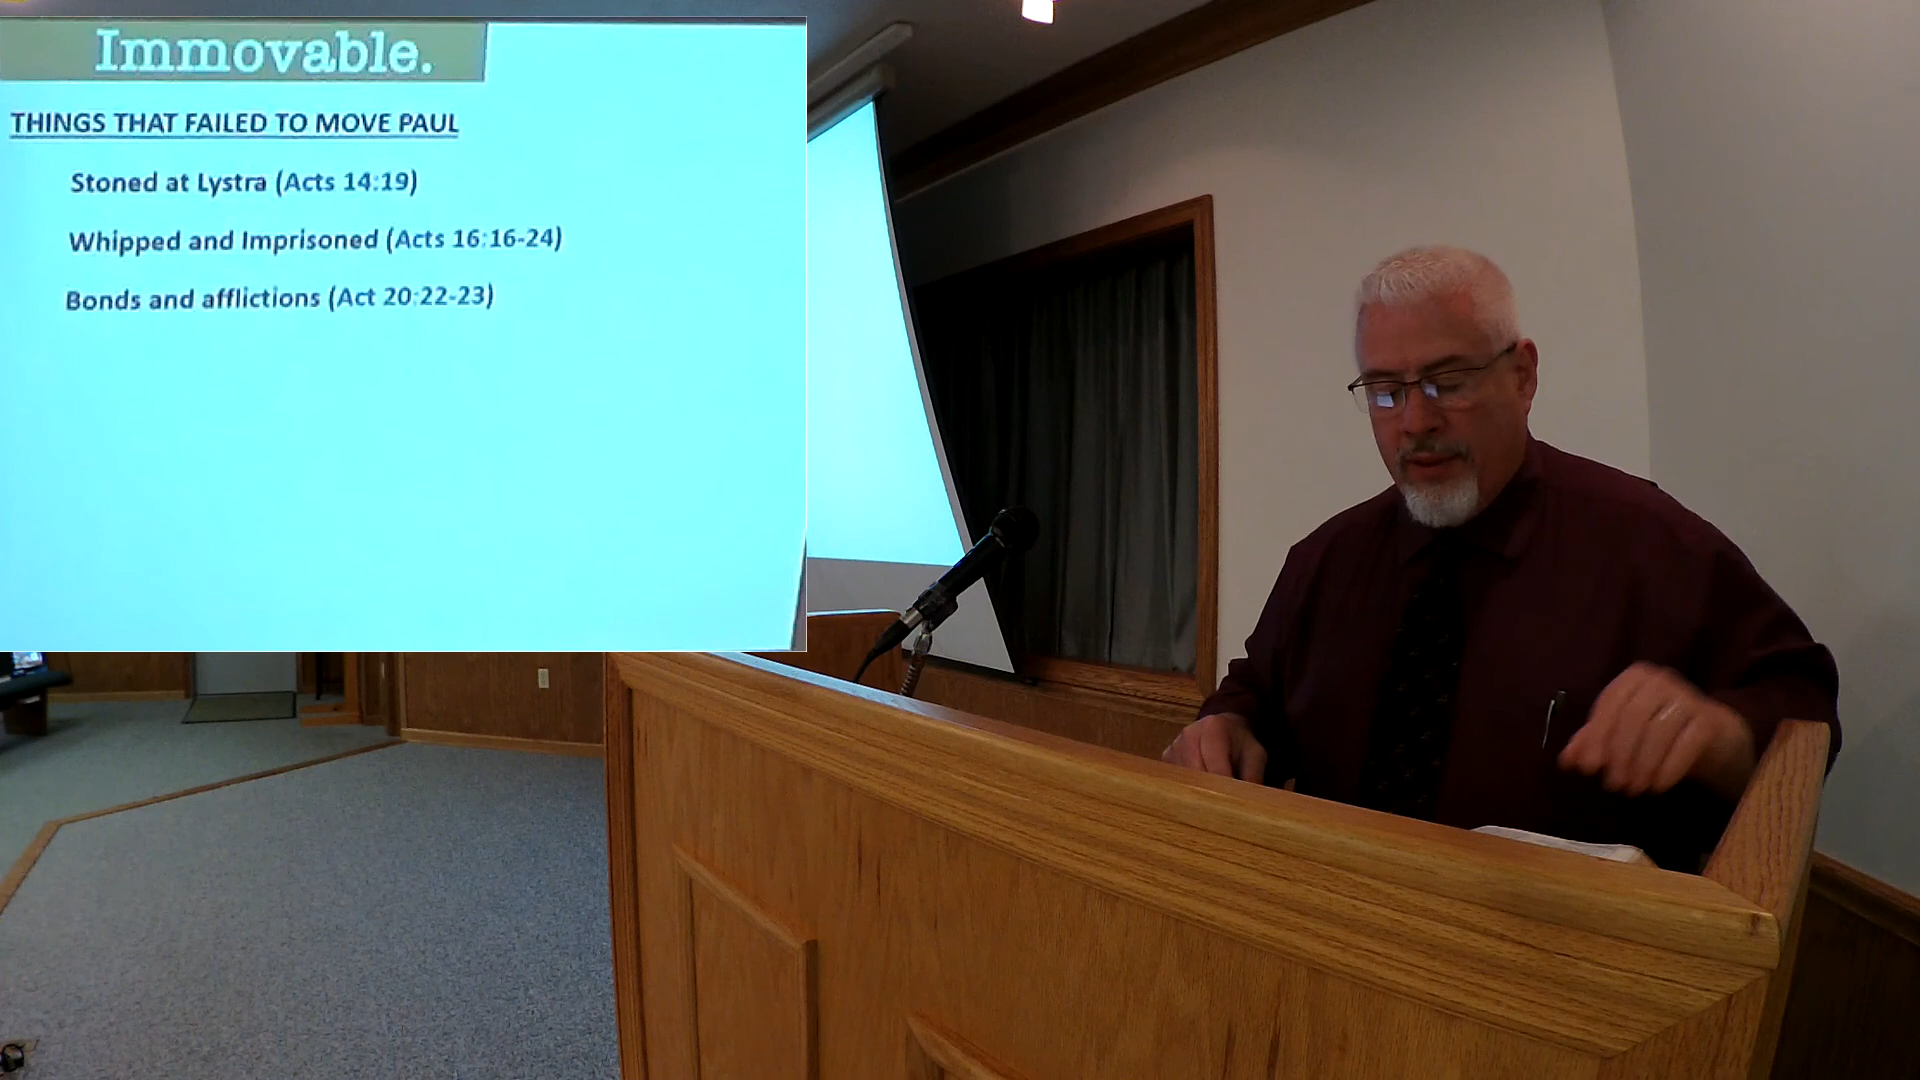 Immovable.
THINGS THAT FAILED TO MOVE PAUL
Stoned at Lystra (Acts 14:19)
Whipped and Imprisoned (Acts 16:16-24)
Bonds and afflictions (Act 20:22-23)